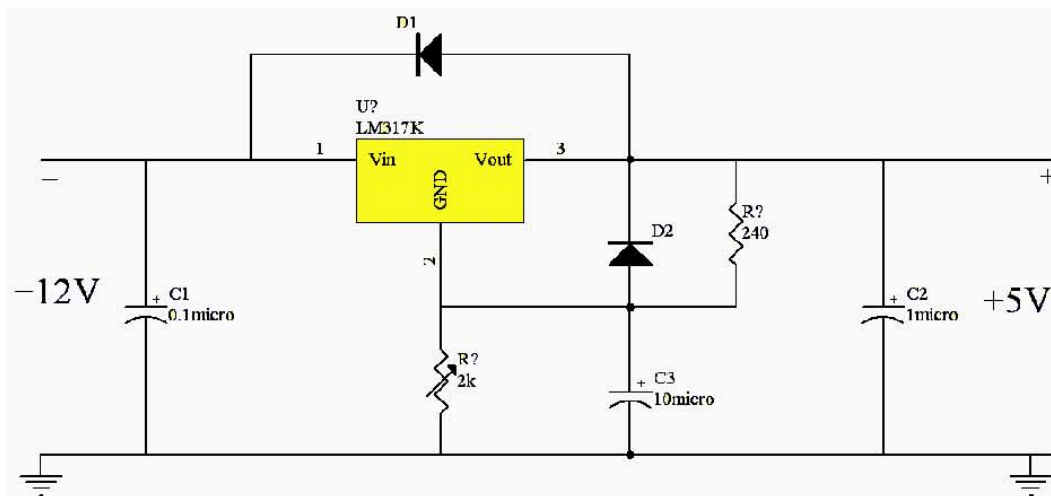 D1
U?
LM317K
1
Vin
Vout
3
GND
2
−
+
R?
240
D2
−12V
+
C1
0.1micro
+
C2
1micro
+5V
R?
2k
+
C3
10micro